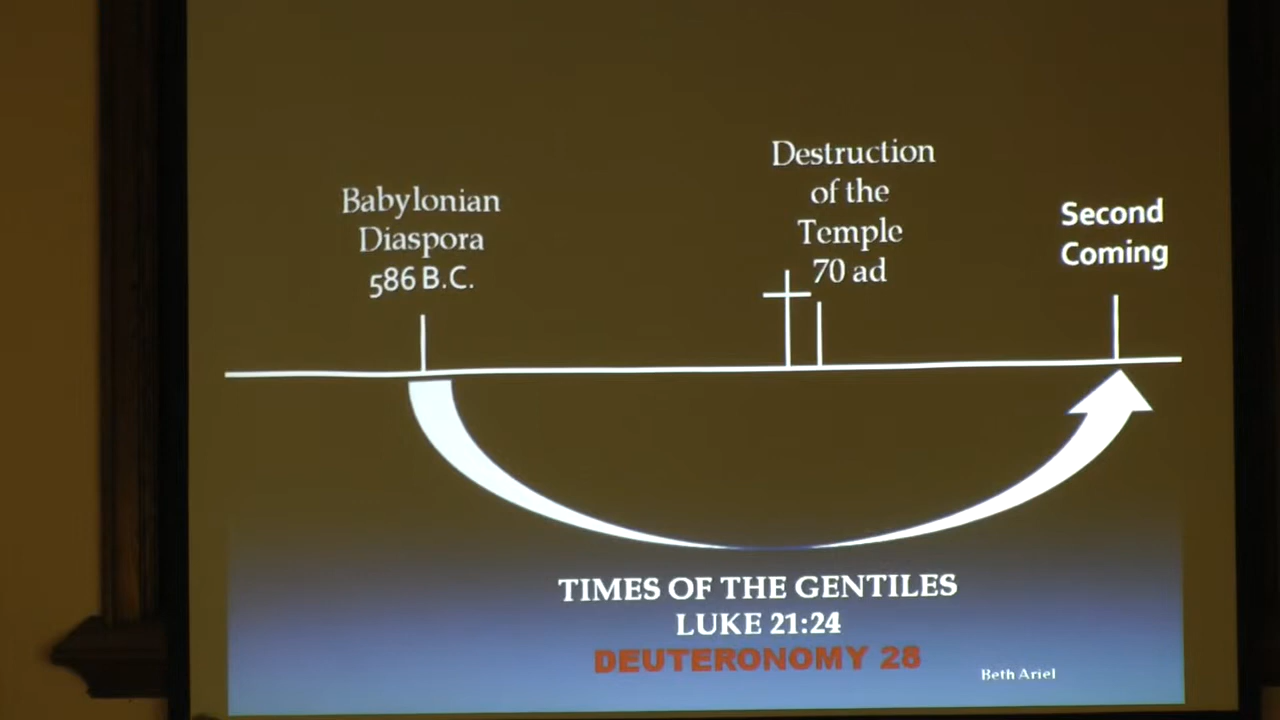 Babylonian
Diaspora
586 B.C.
Destruction
of the
Temple
70 ad
Second
Coming
TIMES OF THE GENTILES
LUKE 21:24
DEUTERONOMY 28
Beth Ariel